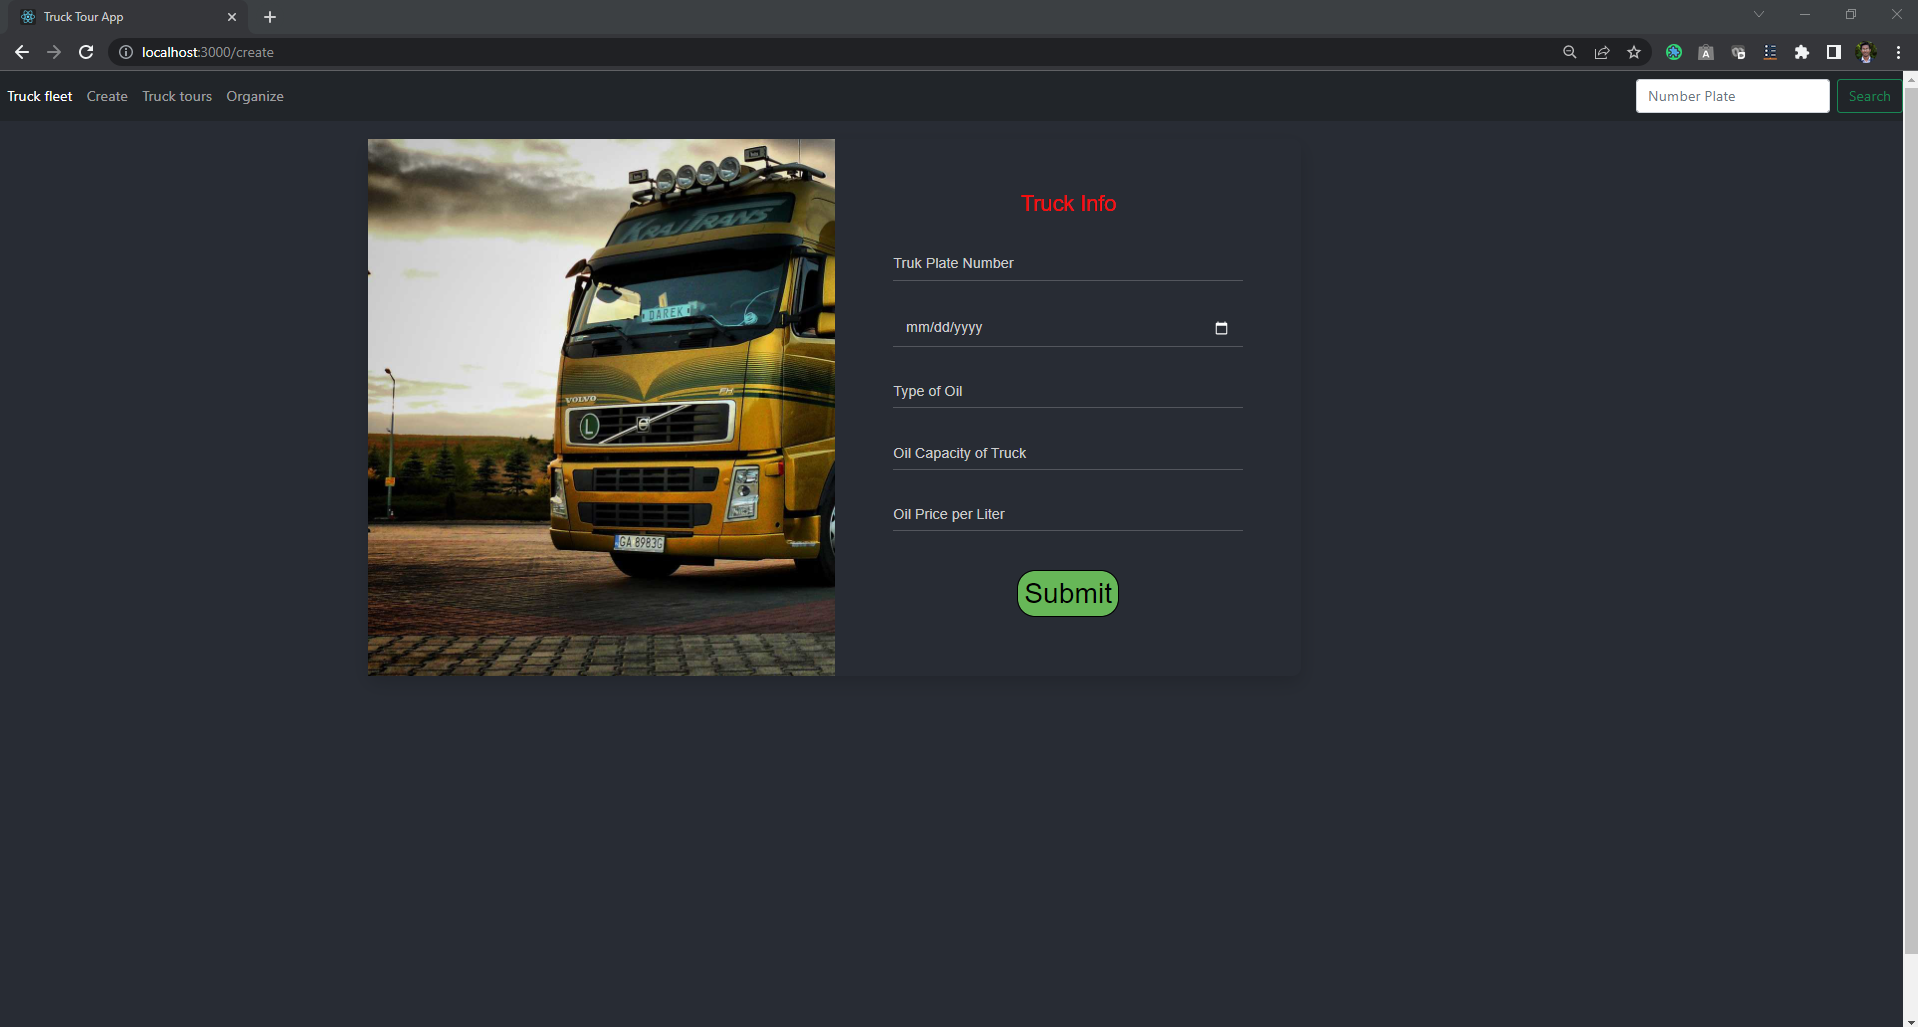 Truck Tour App
localhost:3000/create
Truck fleet Create Truck tours Organize
Number Plate Search
KRAJTRANS
DAREK
VOLVO
FH
L
GA 8983G
Truck Info
Truk Plate Number
mm/dd/yyyy
Type of Oil
Oil Capacity of Truck
Oil Price per Liter
Submit